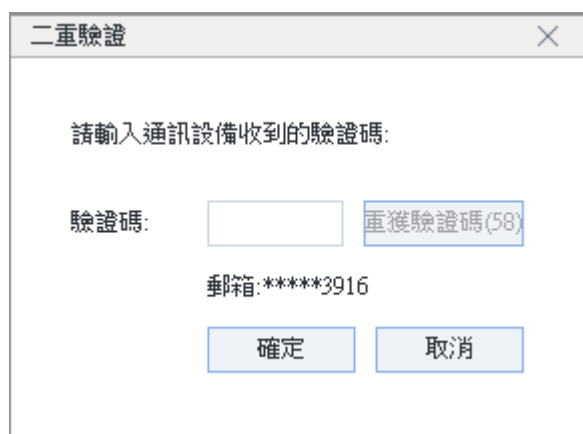 二重驗證
請輸入通訊設備收到的驗證碼:
驗證碼:
重獲驗證碼(58)
郵箱:*****3916
確定
取消